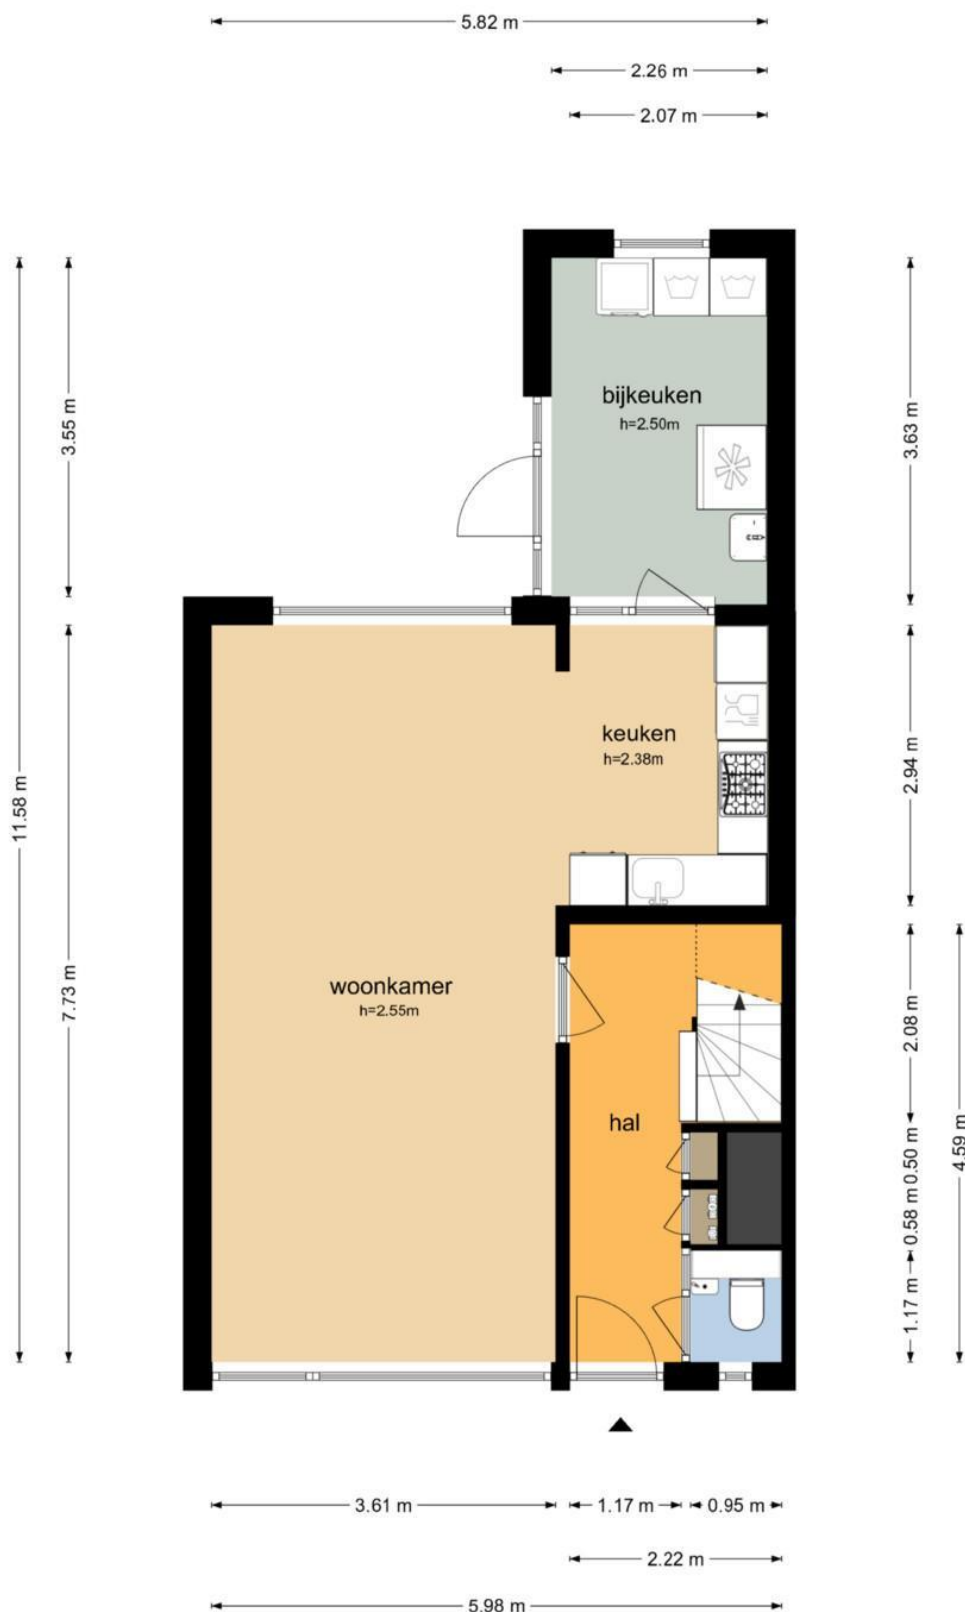 5.82 m
2.26 m
2.07 m
3.55 m
3.63 m
bijkeuken
h=2.50m
11.58 m
keuken
h=2.38m
2.94 m
woonkamer
h=2.55m
7.73 m
2.08 m
hal
4.59 m
0.50 m
0.58 m
1.17 m
3.61 m
1.17 m
0.95 m
2.22 m
5.98 m